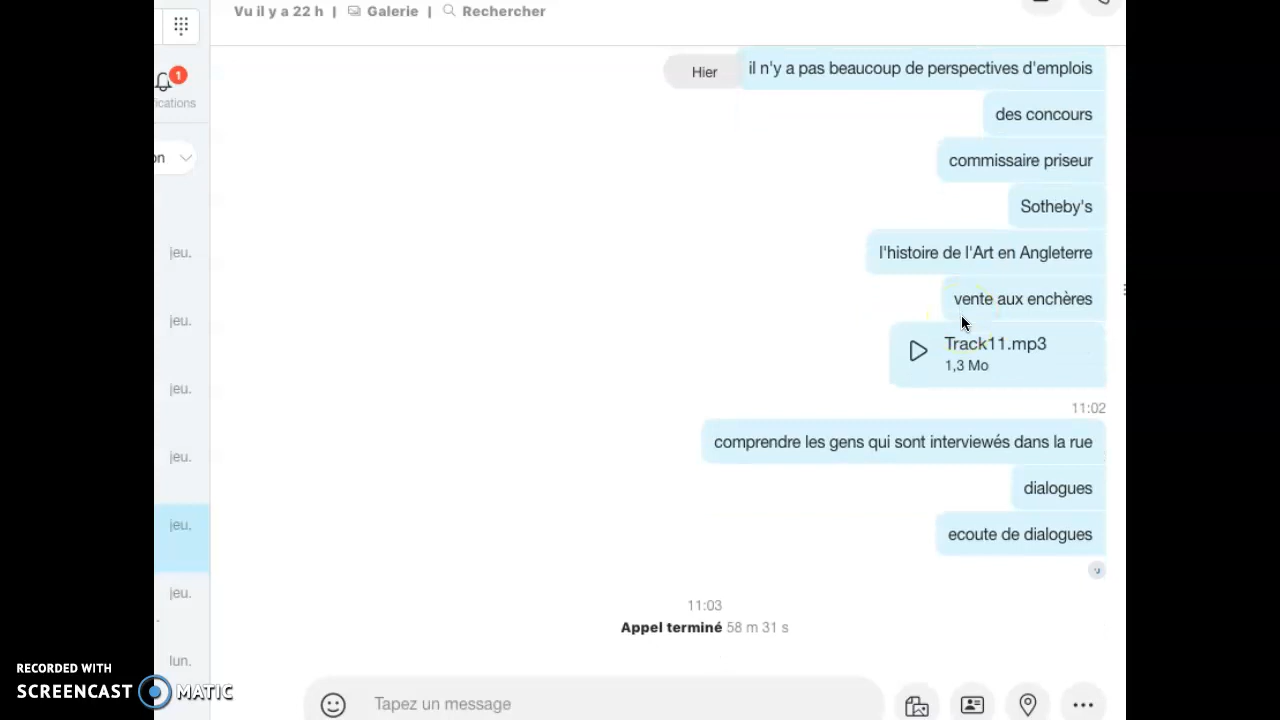 Vu il y a 22 h | Galerie | Rechercher
1
ications
on
Hier
il n'y a pas beaucoup de perspectives d'emplois
des concours
commissaire priseur
Sotheby's
jeu.
l'histoire de l'Art en Angleterre
vente aux enchères
jeu.
Track11.mp3
1,3 Mo
jeu.
11:02
comprendre les gens qui sont interviewés dans la rue
jeu.
dialogues
jeu.
ecoute de dialogues
jeu.
11:03
Appel terminé 58 m 31 s
lun.
Tapez un message
RECORDED WITH
SCREENCAST MATIC